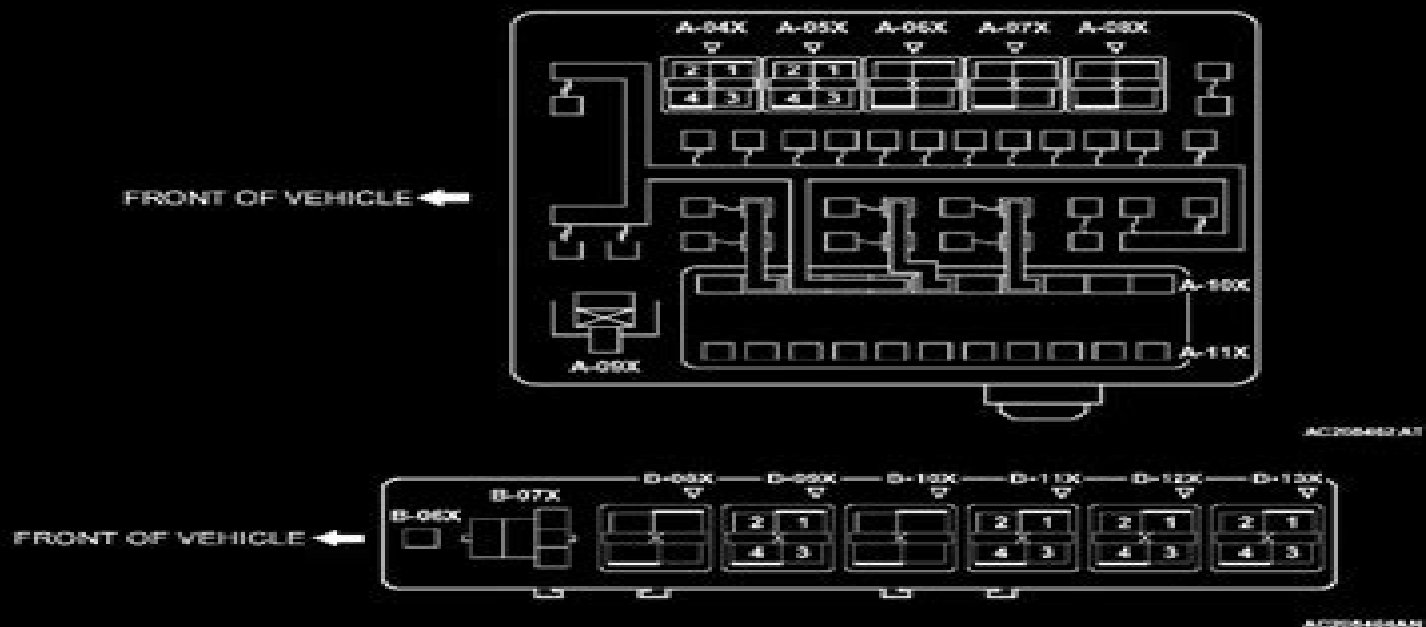 A-04X A-05X A-06X A-07X A-08X
2 1 2 1
4 3 4 3
FRONT OF VEHICLE
A-10X
A-09X
A-11X
B-08X B-09X B-10X B-11X B-12X B-13X
B-07X
B-06X
2 1 2 1 2 1 2 1
FRONT OF VEHICLE
4 3 4 3 4 3 4 3